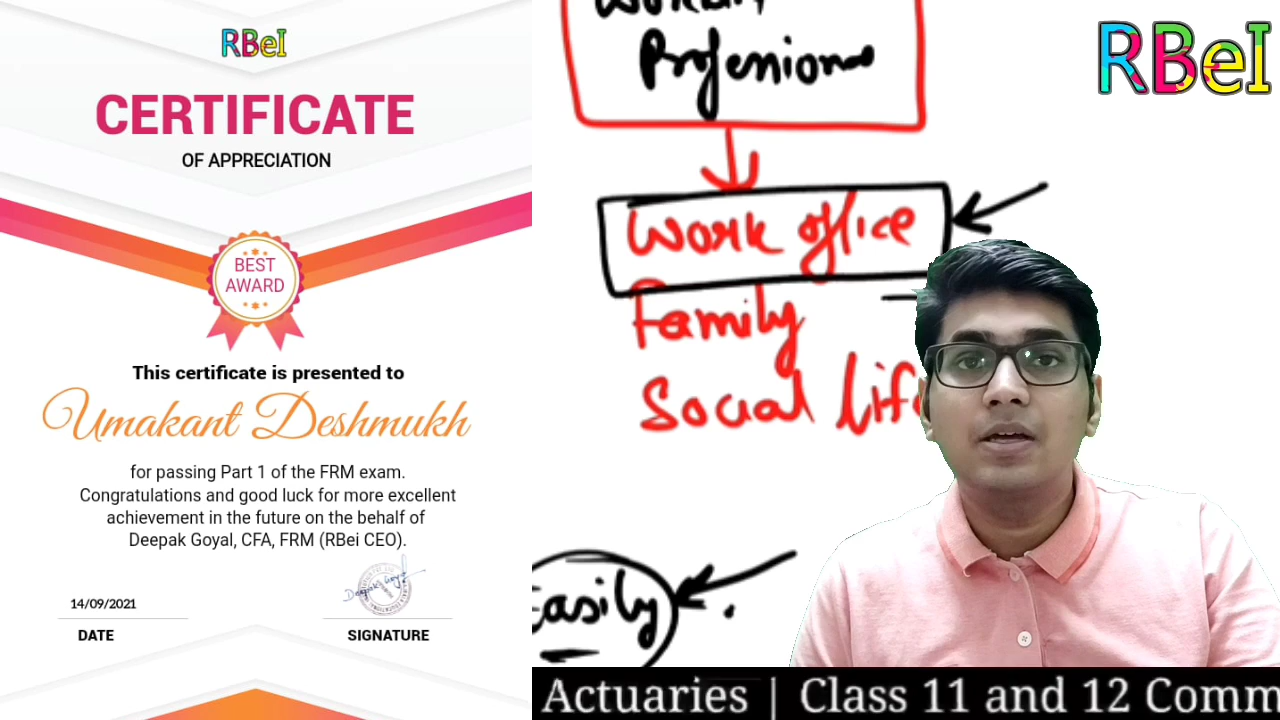 RBeI
CERTIFICATE
OF APPRECIATION
BEST
AWARD
This certificate is presented to
Umakant Deshmukh
for passing Part 1 of the FRM exam.
Congratulations and good luck for more excellent
achievement in the future on the behalf of
Deepak Goyal, CFA, FRM (RBei CEO).
14/09/2021
DATE
SIGNATURE
RBeI
Work office
Family
Social
Easily
Actuaries | Class 11 and 12 Comm